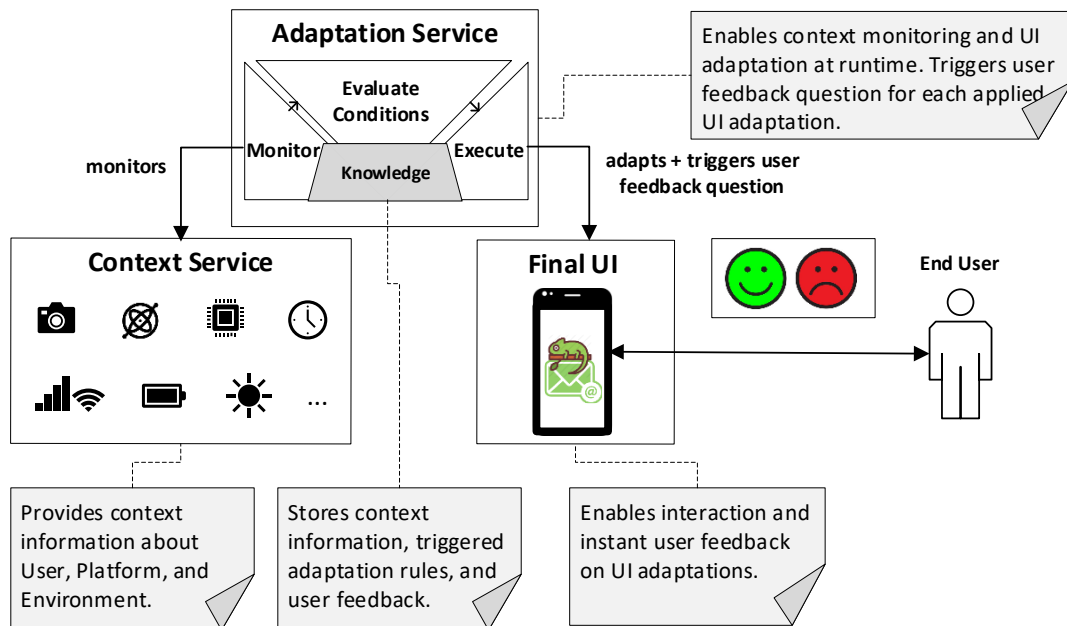 Adaptation Service
Evaluate
Conditions
Monitor
Execute
Knowledge
Enables context monitoring and UI
adaptation at runtime. Triggers user
feedback question for each applied
UI adaptation.
monitors
adapts + triggers user
feedback question
Context Service
...
Final UI
@
End User
Provides context
information about
User, Platform, and
Environment.
Stores context
information, triggered
adaptation rules, and
user feedback.
Enables interaction and
instant user feedback
on UI adaptations.